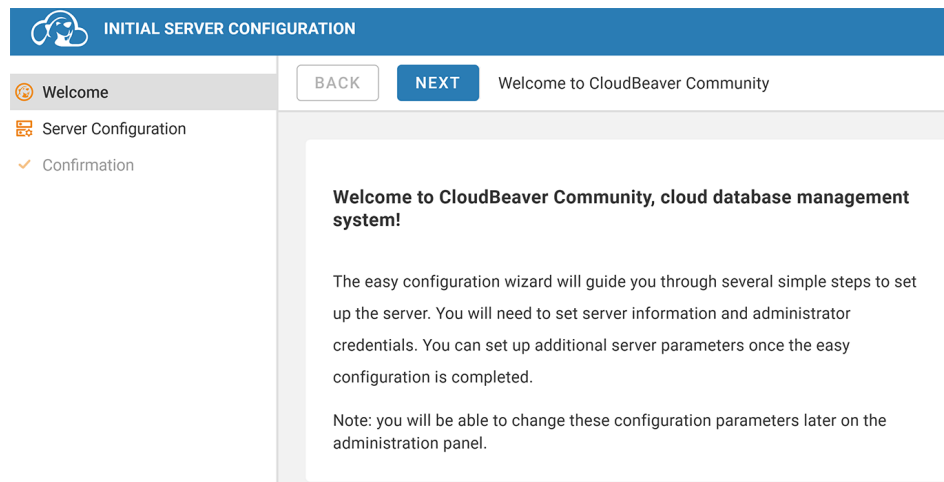 INITIAL SERVER CONFIGURATION
Welcome
Server Configuration
Confirmation
BACK
NEXT
Welcome to CloudBeaver Community
Welcome to CloudBeaver Community, cloud database management
system!
The easy configuration wizard will guide you through several simple steps to set
up the server. You will need to set server information and administrator
credentials. You can set up additional server parameters once the easy
configuration is completed.
Note: you will be able to change these configuration parameters later on the
administration panel.